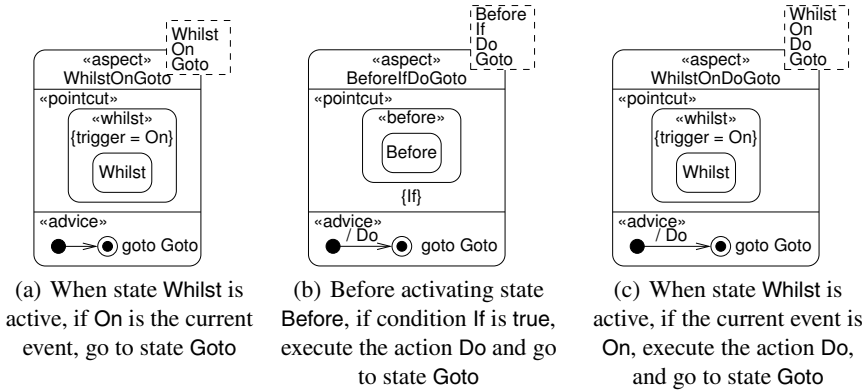 Whilst
On
Goto
«aspect»
WhilstOnGoto
«pointcut»
«whilst»
{trigger = On}
Whilst
«advice»
goto Goto
(a) When state Whilst is
active, if On is the current
event, go to state Goto
Before
If
Do
Goto
«aspect»
BeforeIfDoGoto
«pointcut»
«before»
Before
{If}
«advice»
/ Do
goto Goto
(b) Before activating state
Before, if condition If is true,
execute the action Do and go
to state Goto
Whilst
On
Do
Goto
«aspect»
WhilstOnDoGoto
«pointcut»
«whilst»
{trigger = On}
Whilst
«advice»
/ Do
goto Goto
(c) When state Whilst is
active, if the current event is
On, execute the action Do,
and go to state Goto